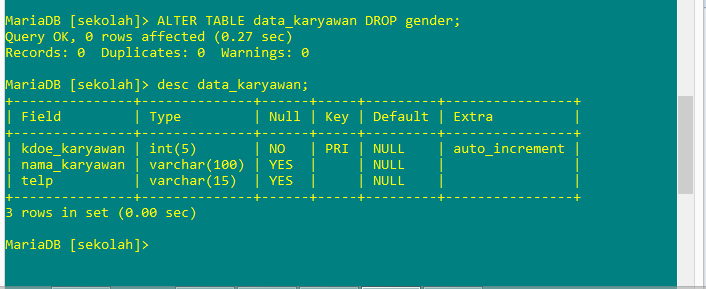 MariaDB [sekolah]> ALTER TABLE data_karyawan DROP gender;
Query OK, 0 rows affected (0.27 sec)
Records: 0  Duplicates: 0  Warnings: 0
MariaDB [sekolah]> desc data_karyawan;
+---------------+--------------+------+-----+---------+----------------+
| Field         | Type         | Null | Key | Default | Extra          |
+---------------+--------------+------+-----+---------+----------------+
| kdoe_karyawan | int(5)       | NO   | PRI | NULL    | auto_increment |
| nama_karyawan | varchar(100) | YES  |     | NULL    |                |
| telp          | varchar(15)  | YES  |     | NULL    |                |
+---------------+--------------+------+-----+---------+----------------+
3 rows in set (0.00 sec)
MariaDB [sekolah]>